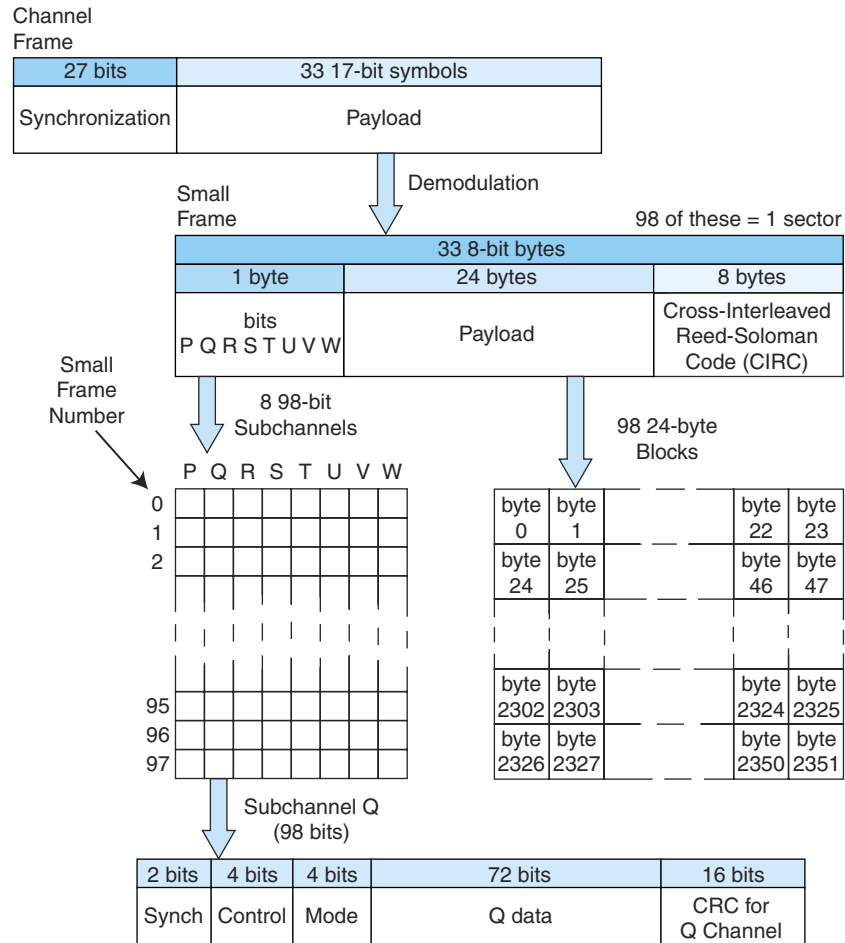 Channel
Frame
27 bits
33 17-bit symbols
Synchronization
Payload
Demodulation
Small
Frame
98 of these = 1 sector
33 8-bit bytes
1 byte
24 bytes
8 bytes
bits
P Q R S T U V W
Payload
Cross-Interleaved
Reed-Soloman
Code (CIRC)
Small
Frame
Number
8 98-bit
Subchannels
98 24-byte
Blocks
P Q R S T U V W
0
1
2
95
96
97
byte byte byte byte
0 1 22 23
byte byte byte byte
24 25 46 47
byte byte byte byte
2302 2303 2324 2325
byte byte byte byte
2326 2327 2350 2351
Subchannel Q
(98 bits)
2 bits
4 bits
4 bits
72 bits
16 bits
Synch
Control
Mode
Q data
CRC for
Q Channel